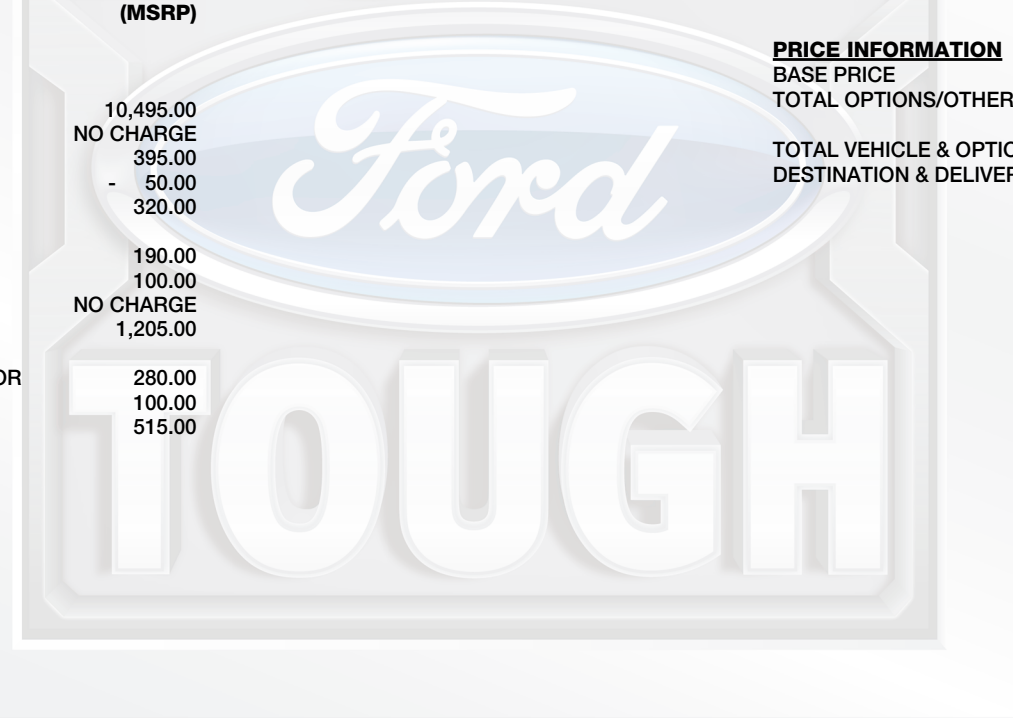 (MSRP)
10,495.00
NO CHARGE
395.00
- 50.00
320.00
190.00
100.00
NO CHARGE
1,205.00
OR 280.00
100.00
515.00
PRICE INFORMATION
BASE PRICE
TOTAL OPTIONS/OTHER
TOTAL VEHICLE & OPTIO
DESTINATION & DELIVER
Ford
TOUGH